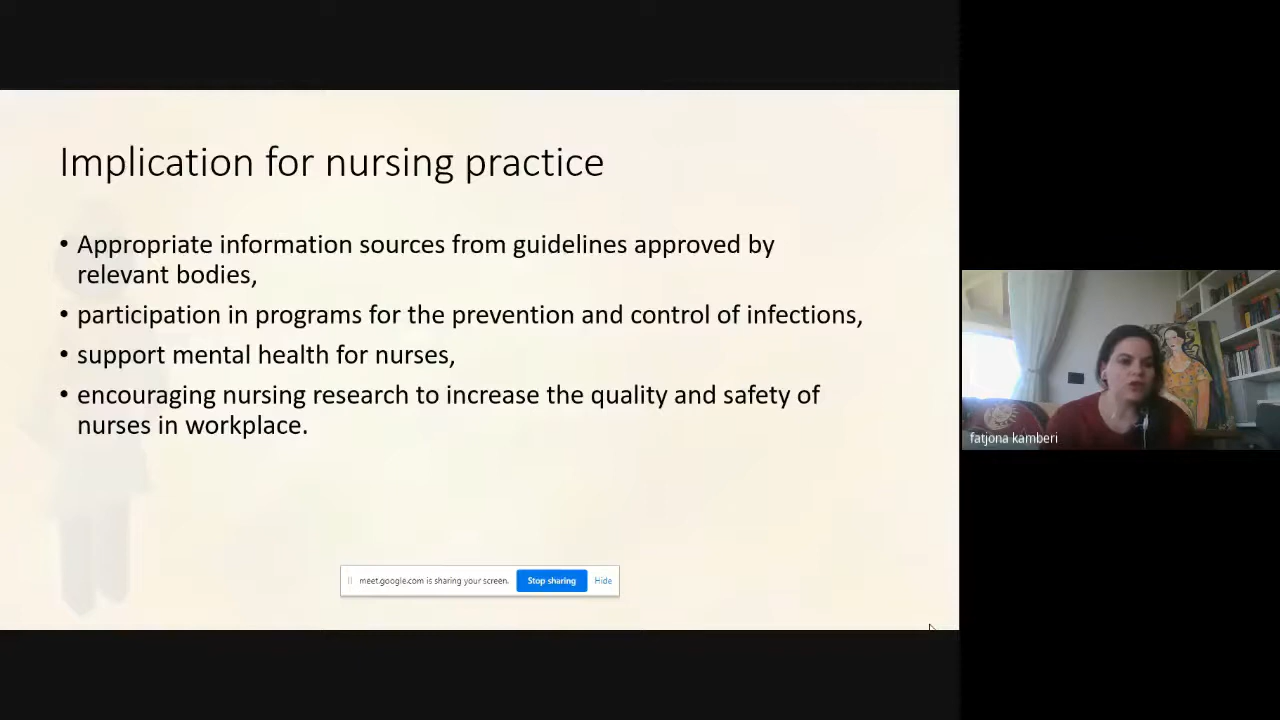 Implication for nursing practice
• Appropriate information sources from guidelines approved by
relevant bodies,
• participation in programs for the prevention and control of infections,
• support mental health for nurses,
• encouraging nursing research to increase the quality and safety of
nurses in workplace.
meet.google.com is sharing your screen. Stop sharing Hide
fatjona kamberi